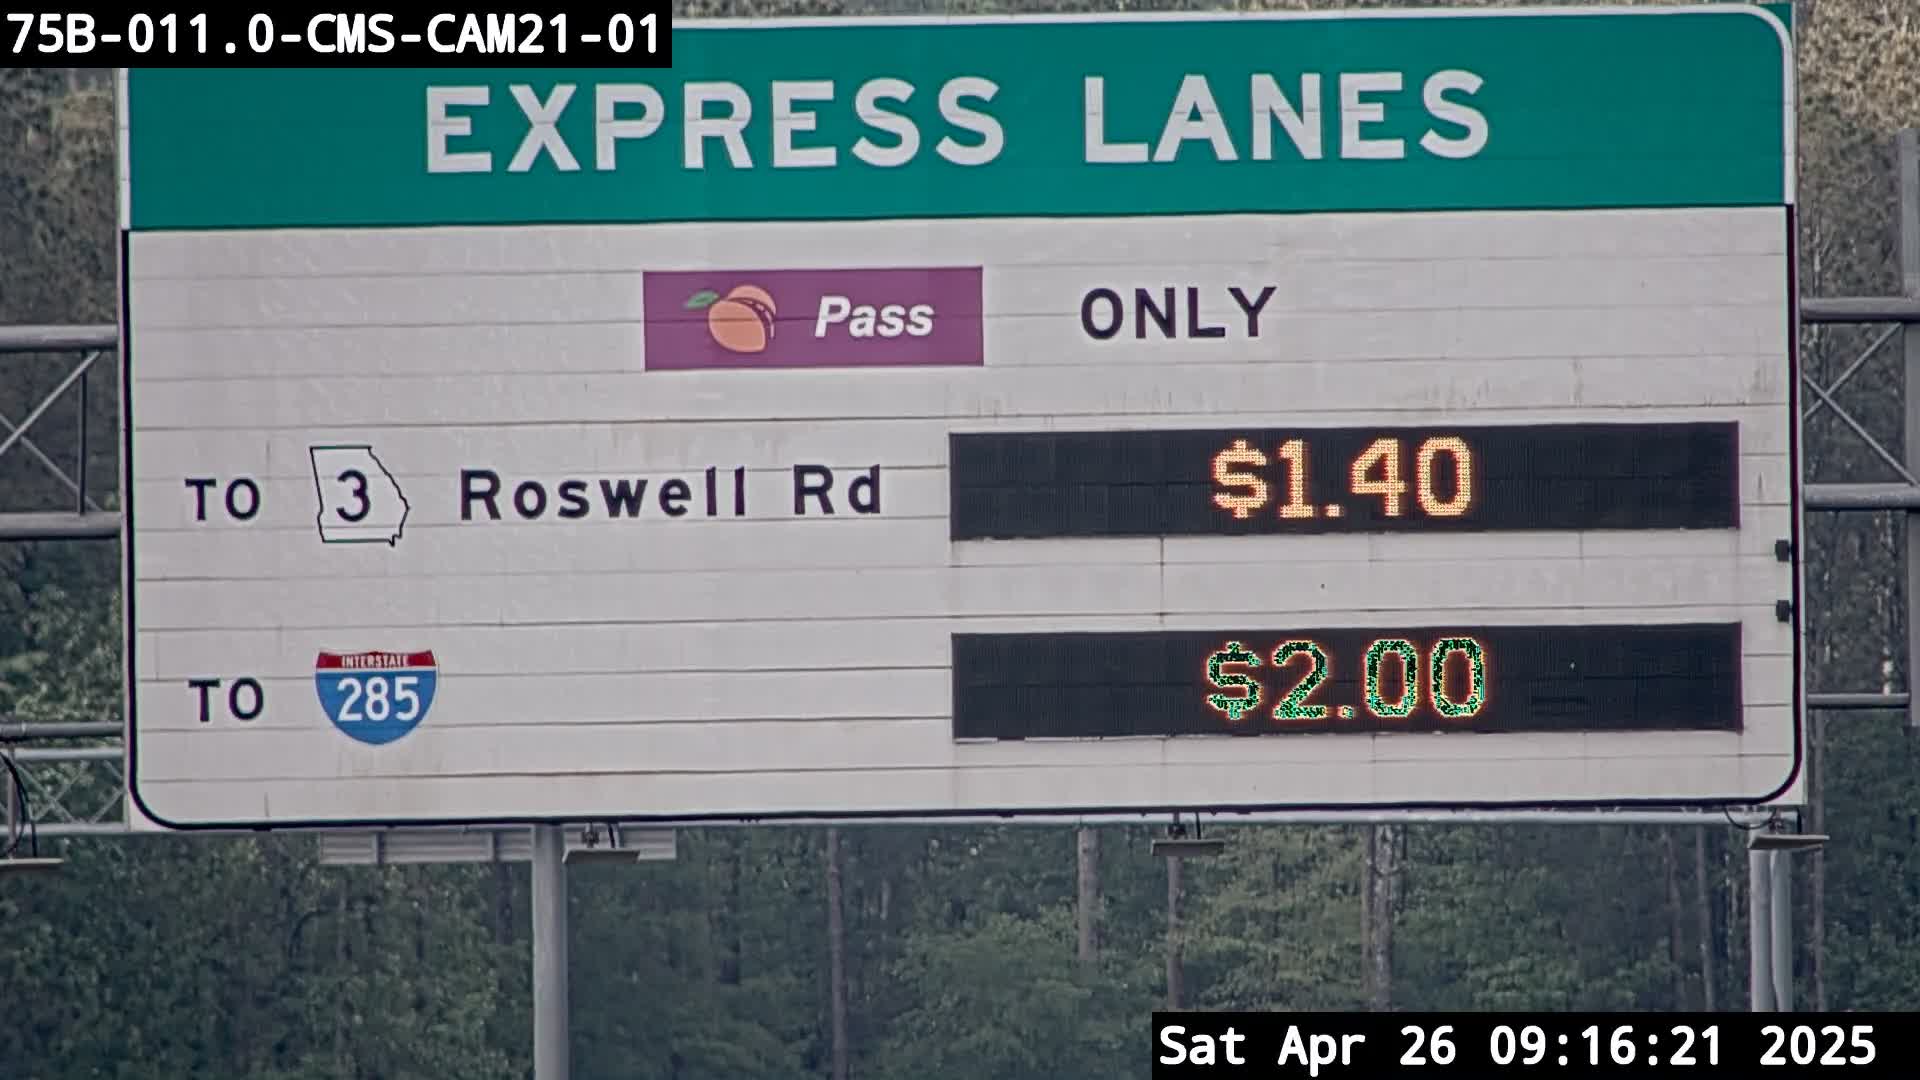 75B-011.0-CMS-CAM21-01
EXPRESS LANES
Pass ONLY
TO 3 Roswell Rd $1.40
INTERSTATE
TO 285 $2.00
Sat Apr 26 09:16:21 2025